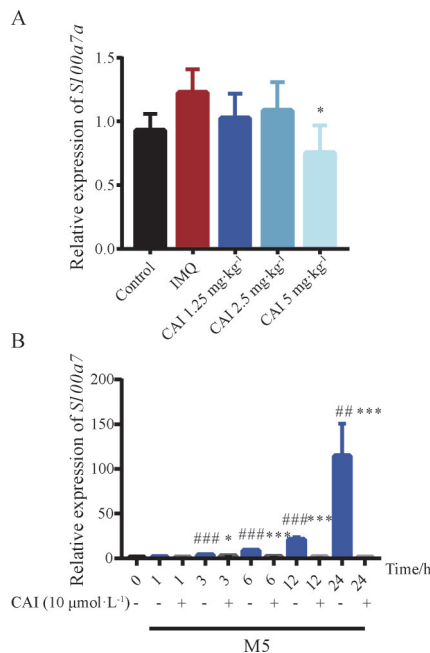 A
Relative expression of S100a7a
1.5
1.0
0.5
0.0
*
Control
IMQ
CAI 1.25 mg·kg⁻¹
CAI 2.5 mg·kg⁻¹
CAI 5 mg·kg⁻¹
B
Relative expression of S100a7
200
150
100
50
0
### * ### *** ### *** ## ***
0 1 1 3 3 6 6 12 12 24 24 Time/h
CAI (10 μmol·L⁻¹) - - + - + - + - + - +
M5